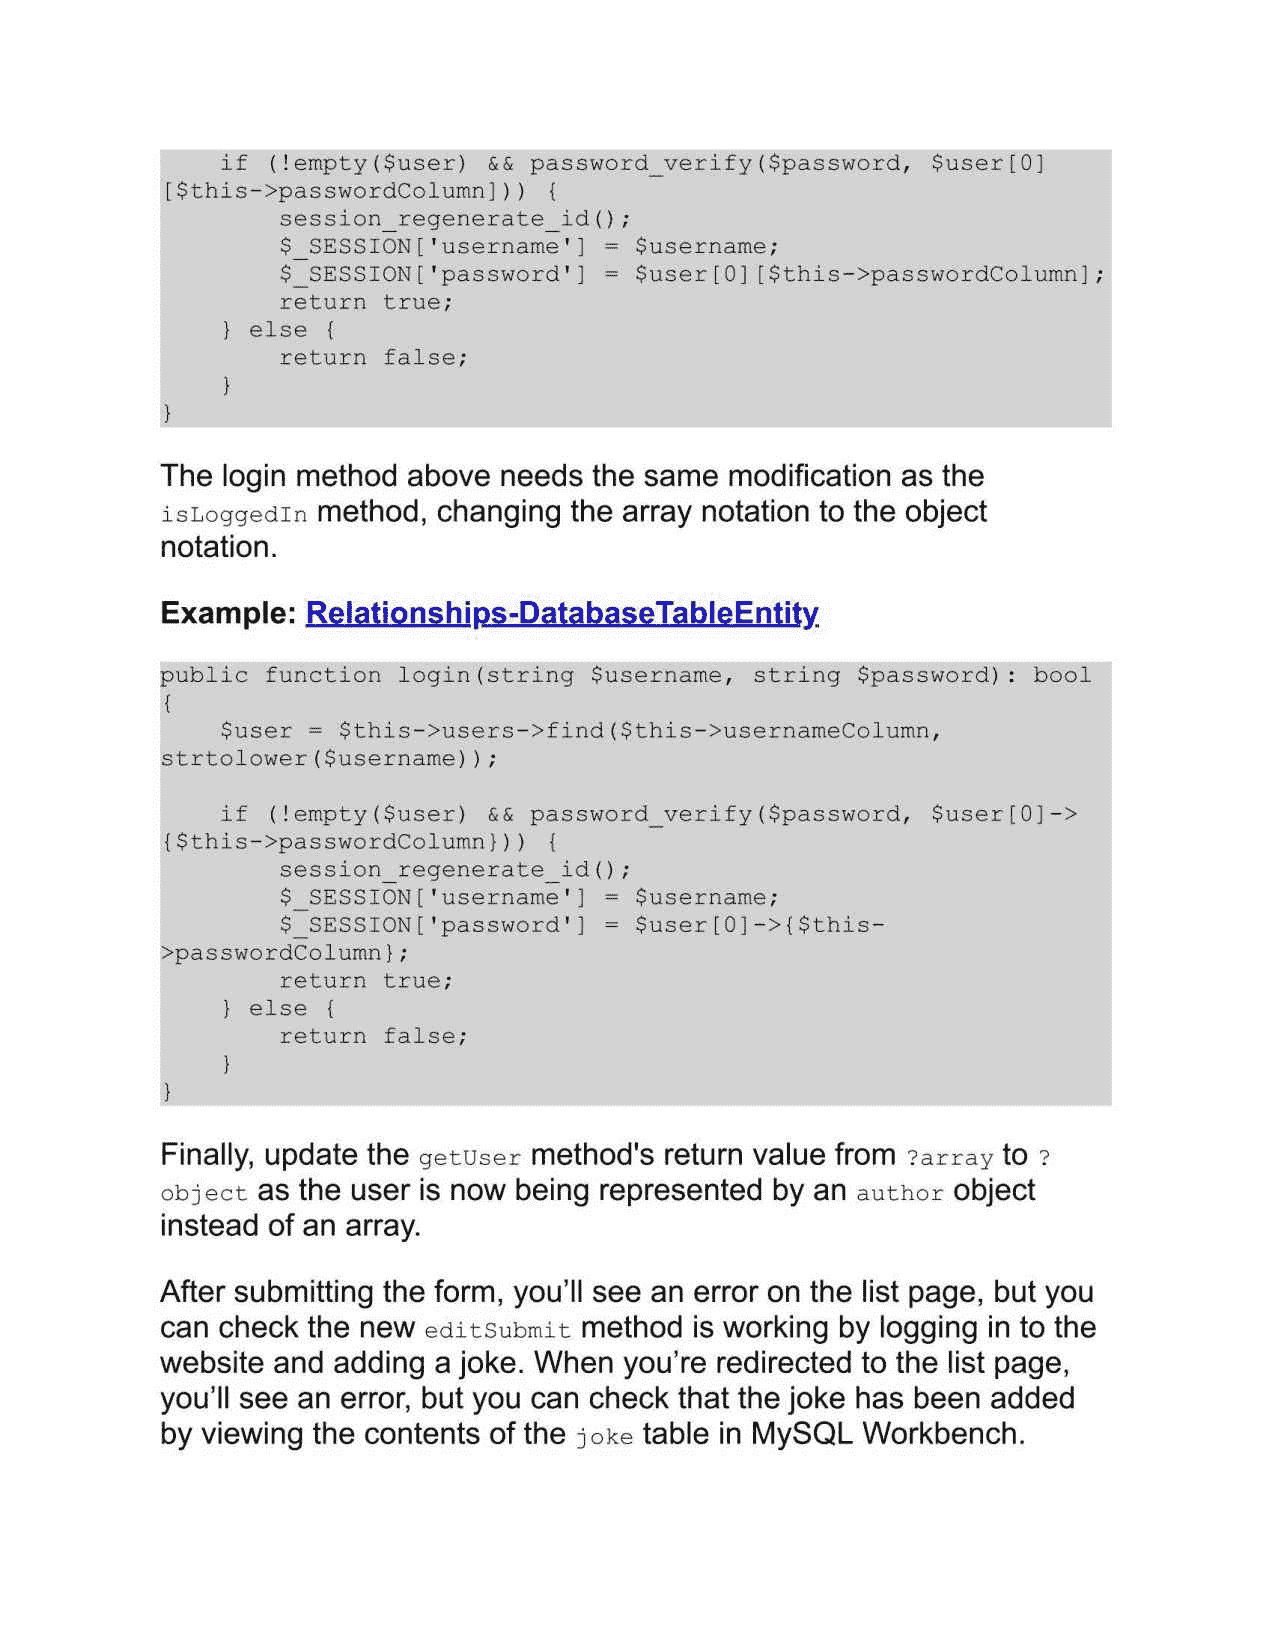 if (!empty($user) && password_verify($password, $user[0]
[$this->passwordColumn])) {
        session_regenerate_id();
        $_SESSION['username'] = $username;
        $_SESSION['password'] = $user[0][$this->passwordColumn];
        return true;
    } else {
        return false;
    }
}
The login method above needs the same modification as the
isLoggedIn method, changing the array notation to the object
notation.
Example: Relationships-DatabaseTableEntity
public function login(string $username, string $password): bool
{
    $user = $this->users->find($this->usernameColumn,
strtolower($username));
    if (!empty($user) && password_verify($password, $user[0]->
{$this->passwordColumn})) {
        session_regenerate_id();
        $_SESSION['username'] = $username;
        $_SESSION['password'] = $user[0]->{$this-
>passwordColumn};
        return true;
    } else {
        return false;
    }
}
Finally, update the getUser method's return value from ?array to ?
object as the user is now being represented by an author object
instead of an array.
After submitting the form, you’ll see an error on the list page, but you
can check the new editSubmit method is working by logging in to the
website and adding a joke. When you’re redirected to the list page,
you’ll see an error, but you can check that the joke has been added
by viewing the contents of the joke table in MySQL Workbench.